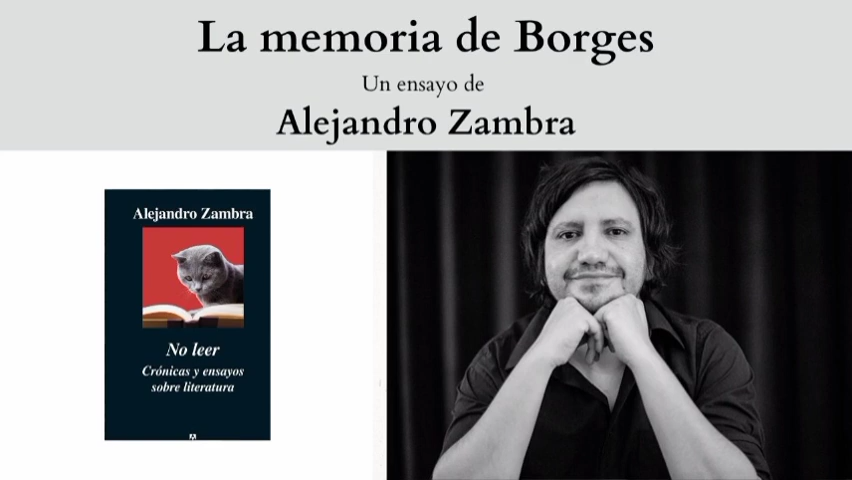 La memoria de Borges
Un ensayo de
Alejandro Zambra
Alejandro Zambra
No leer
Crónicas y ensayos
sobre literatura